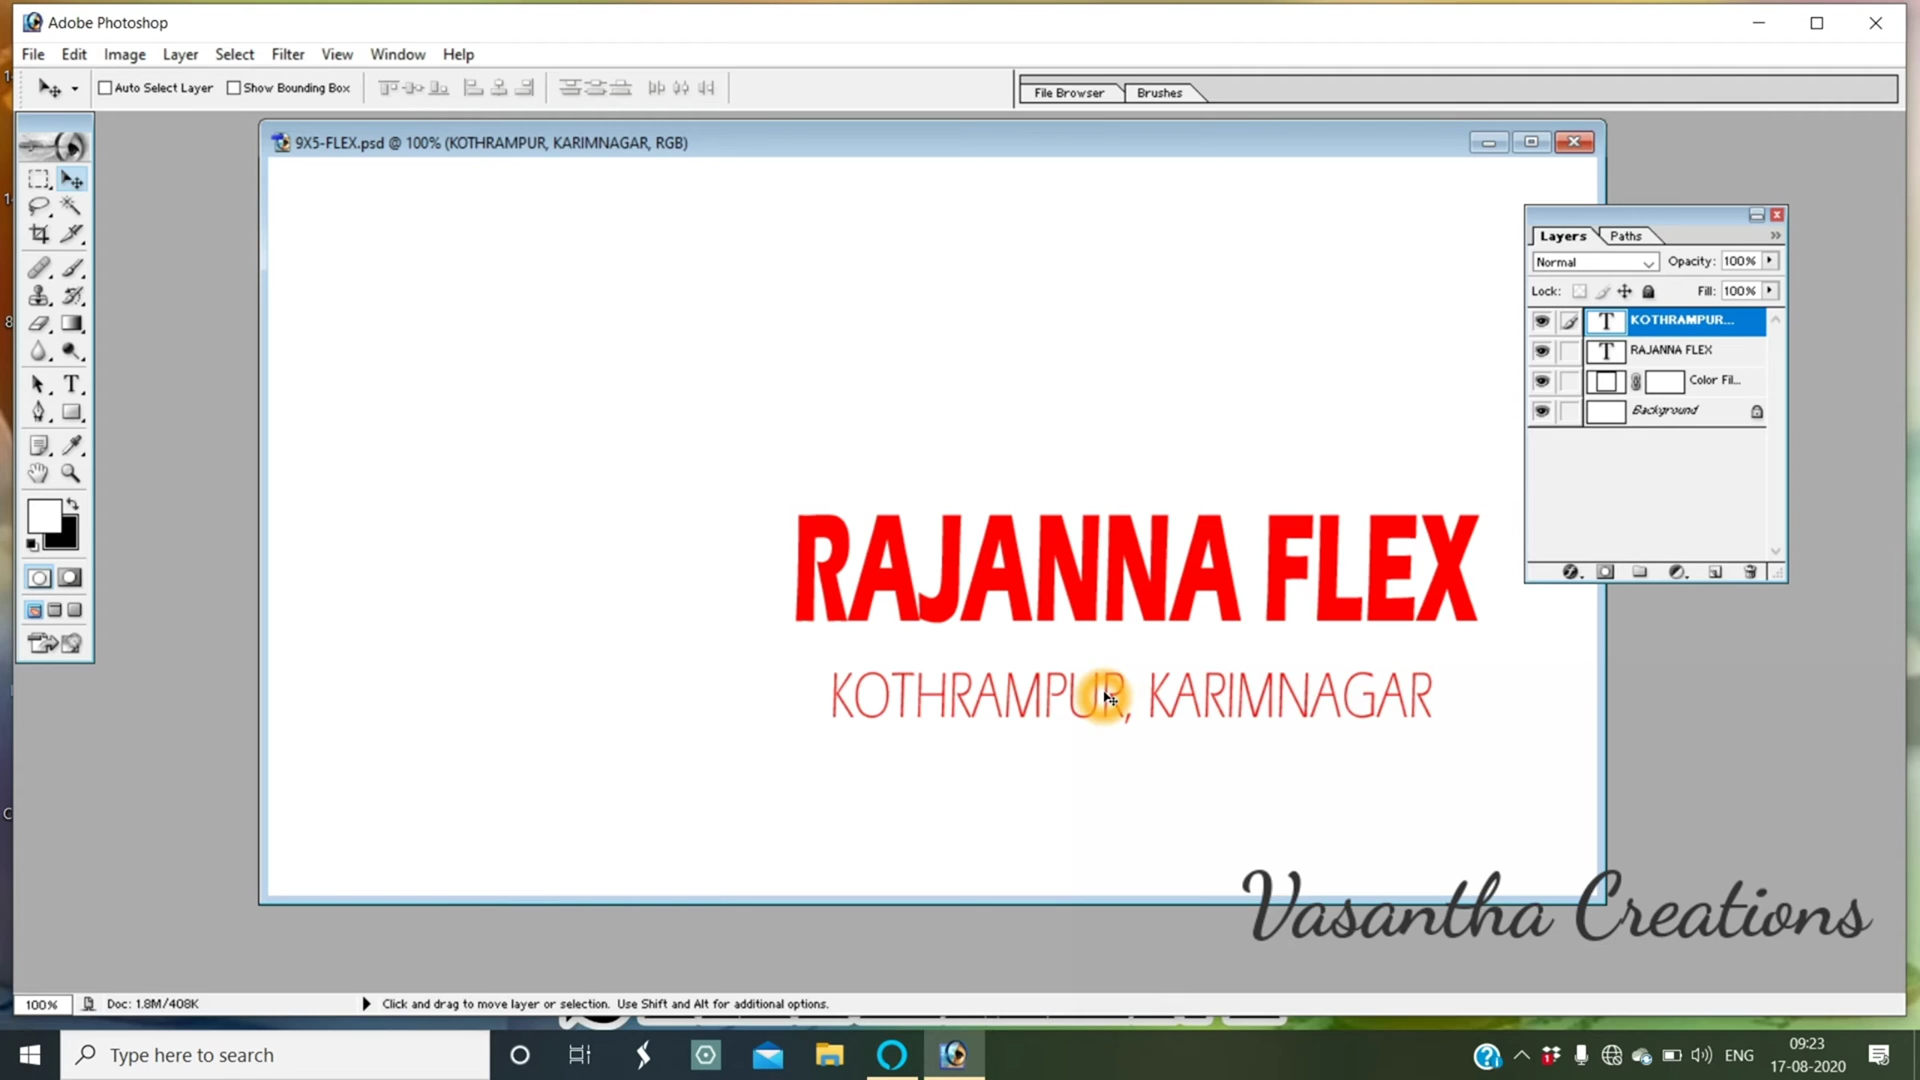 Adobe Photoshop
File Edit Image Layer Select Filter View Window Help
Auto Select Layer Show Bounding Box File Browser Brushes
9X5-FLEX.psd @ 100% (KOTHRAMPUR, KARIMNAGAR, RGB)
Layers Paths
Normal Opacity: 100%
Lock: Fill: 100%
T KOTHRAMPUR...
T RAJANNA FLEX
Color Fil...
Background
RAJANNA FLEX
KOTHRAMPUR, KARIMNAGAR
Vasantha Creations
100% Doc: 1.8M/408K Click and drag to move layer or selection. Use Shift and Alt for additional options.
Type here to search
ENG
09:23
17-08-2020